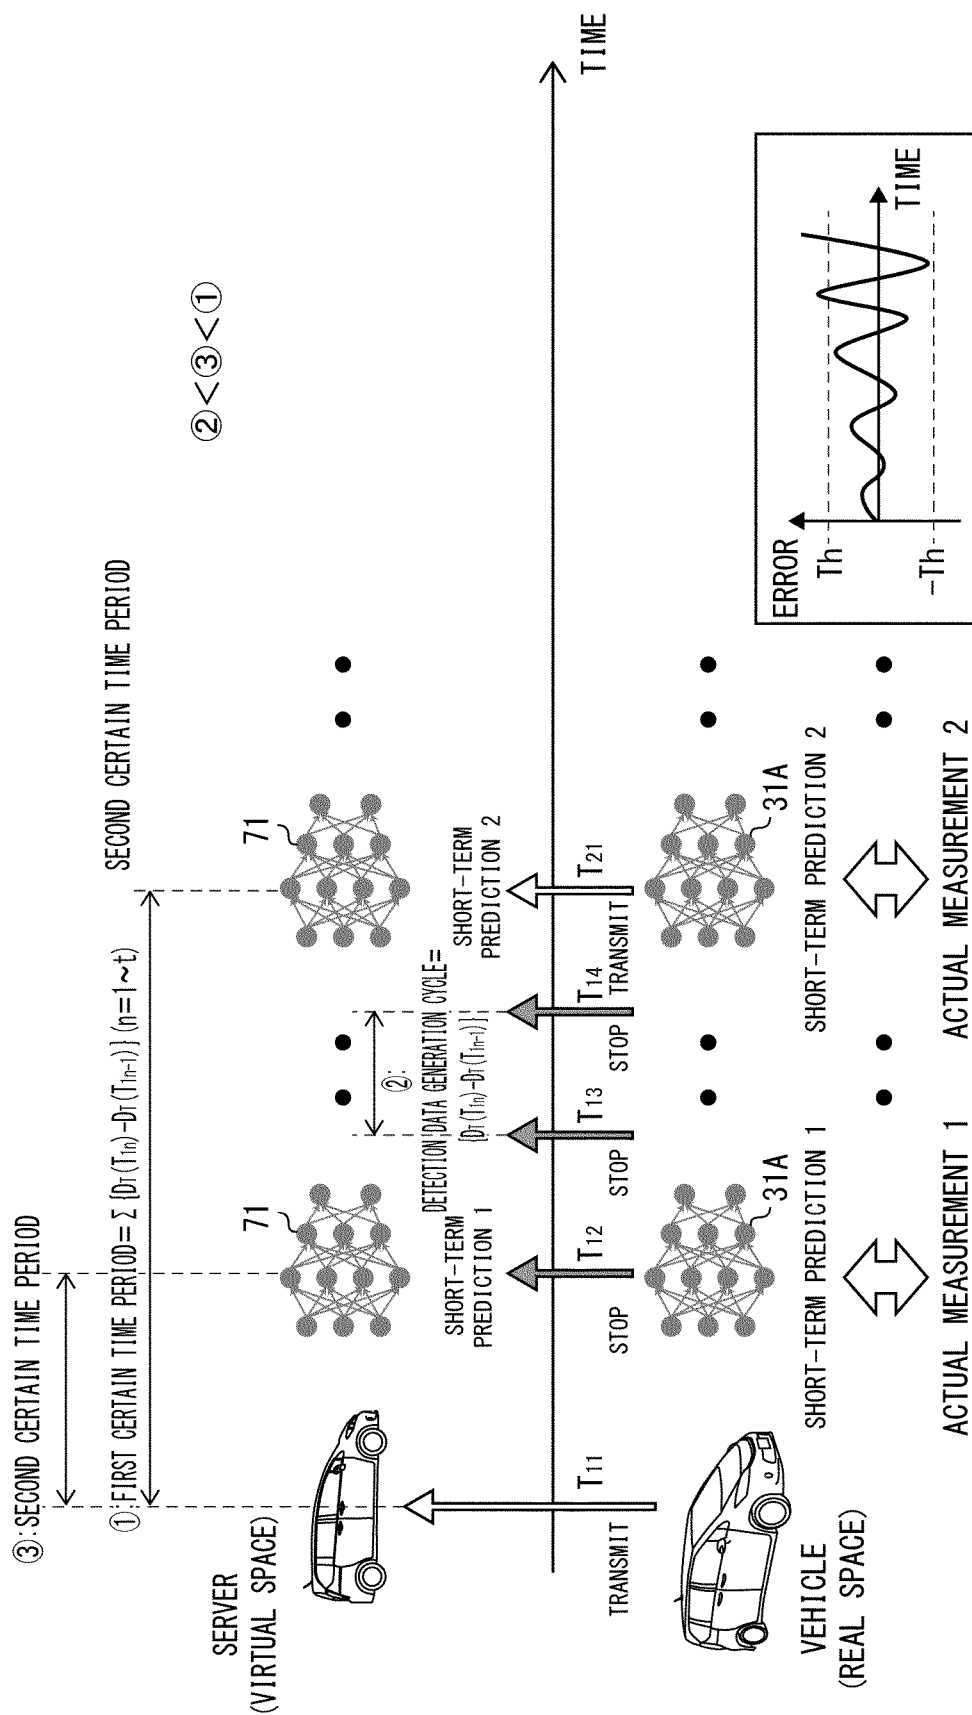 ③:SECOND CERTAIN TIME PERIOD
①:FIRST CERTAIN TIME PERIOD=Σ{DT(T1n)-DT(T1n-1)}(n=1~t)
SECOND CERTAIN TIME PERIOD
②<③<①
SERVER
(VIRTUAL SPACE)
71
71
②:
DETECTION DATA GENERATION CYCLE=
{DT(T1n)-DT(T1n-1)}
SHORT-TERM
PREDICTION 1
SHORT-TERM
PREDICTION 2
TIME
T11
T12
T13
T14
T21
TRANSMIT
STOP
STOP
STOP
TRANSMIT
VEHICLE
(REAL SPACE)
31A
31A
SHORT-TERM PREDICTION 1
SHORT-TERM PREDICTION 2
ACTUAL MEASUREMENT 1
ACTUAL MEASUREMENT 2
ERROR
Th
-Th
TIME